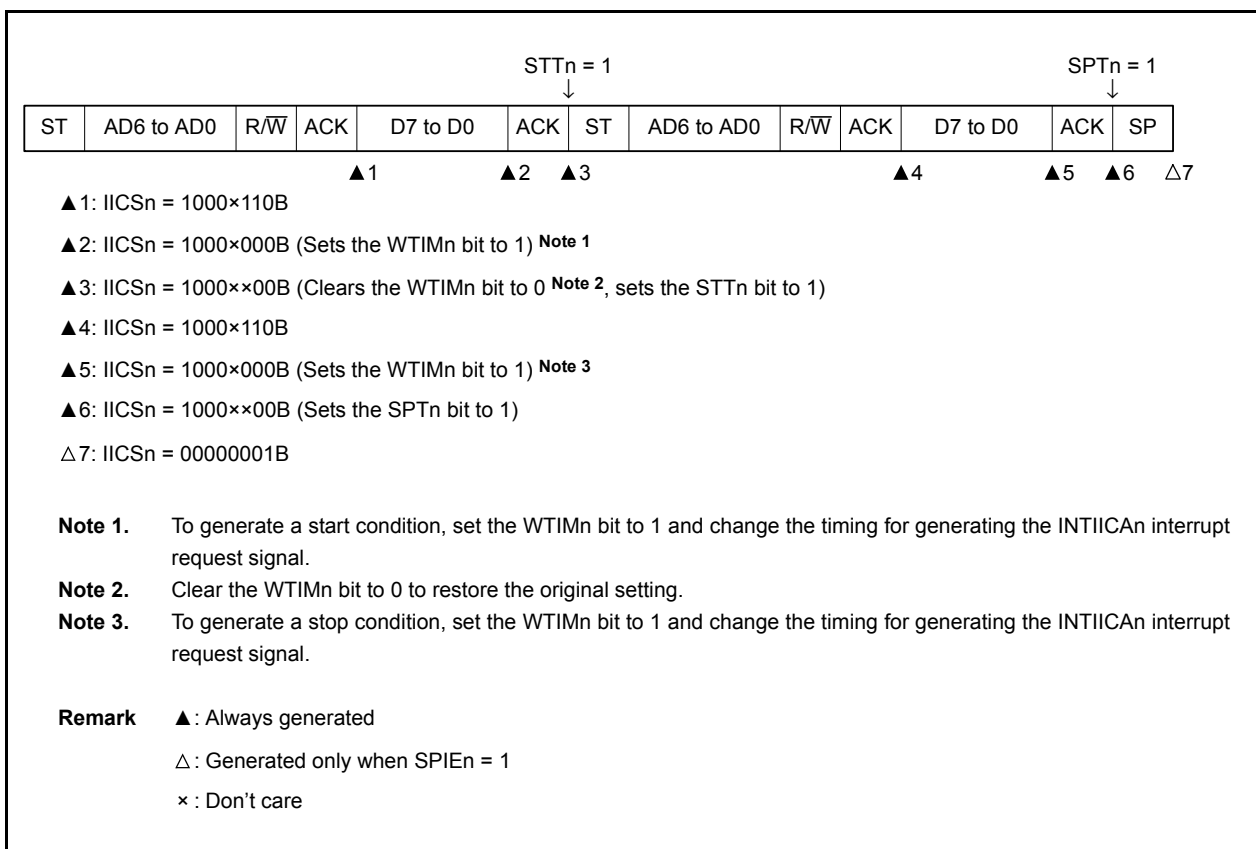 STTn = 1 SPTn = 1
↓ ↓
ST AD6 to AD0 R/W̅ ACK D7 to D0 ACK ST AD6 to AD0 R/W̅ ACK D7 to D0 ACK SP
▲1 ▲2 ▲3 ▲4 ▲5 ▲6 △7
▲1: IICSn = 1000×110B
▲2: IICSn = 1000×000B (Sets the WTIMn bit to 1) Note 1
▲3: IICSn = 1000××00B (Clears the WTIMn bit to 0 Note 2, sets the STTn bit to 1)
▲4: IICSn = 1000×110B
▲5: IICSn = 1000×000B (Sets the WTIMn bit to 1) Note 3
▲6: IICSn = 1000××00B (Sets the SPTn bit to 1)
△7: IICSn = 00000001B
Note 1. To generate a start condition, set the WTIMn bit to 1 and change the timing for generating the INTIICAn interrupt
request signal.
Note 2. Clear the WTIMn bit to 0 to restore the original setting.
Note 3. To generate a stop condition, set the WTIMn bit to 1 and change the timing for generating the INTIICAn interrupt
request signal.
Remark ▲: Always generated
△: Generated only when SPIEn = 1
×: Don't care